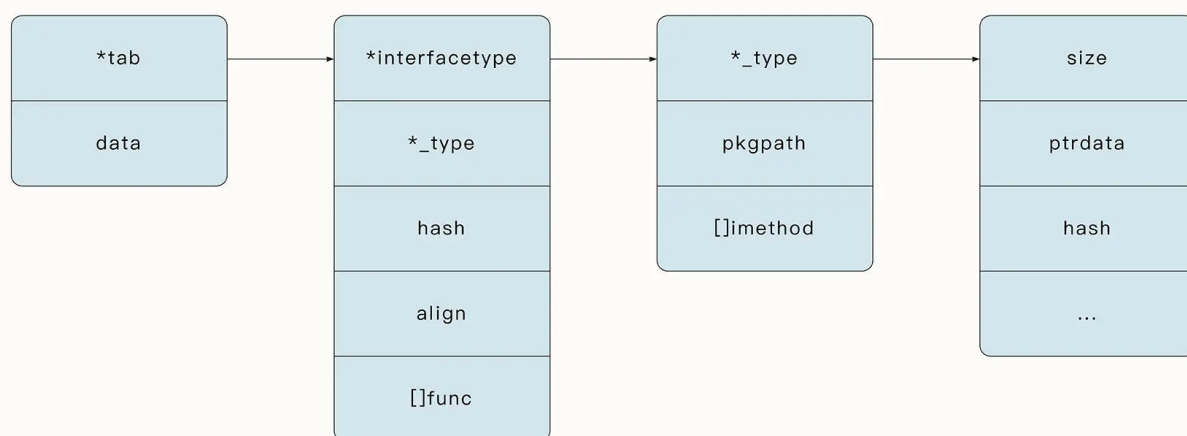 *tab
data
*interfacetype
*_type
hash
align
[]func
*_type
pkgpath
[]imethod
size
ptrdata
hash
...